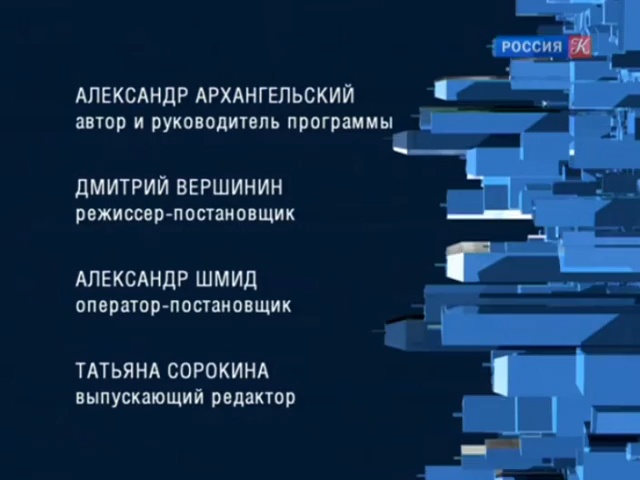 РОССИЯ К
АЛЕКСАНДР АРХАНГЕЛЬСКИЙ
автор и руководитель программы
ДМИТРИЙ ВЕРШИНИН
режиссер-постановщик
АЛЕКСАНДР ШМИД
оператор-постановщик
ТАТЬЯНА СОРОКИНА
выпускающий редактор